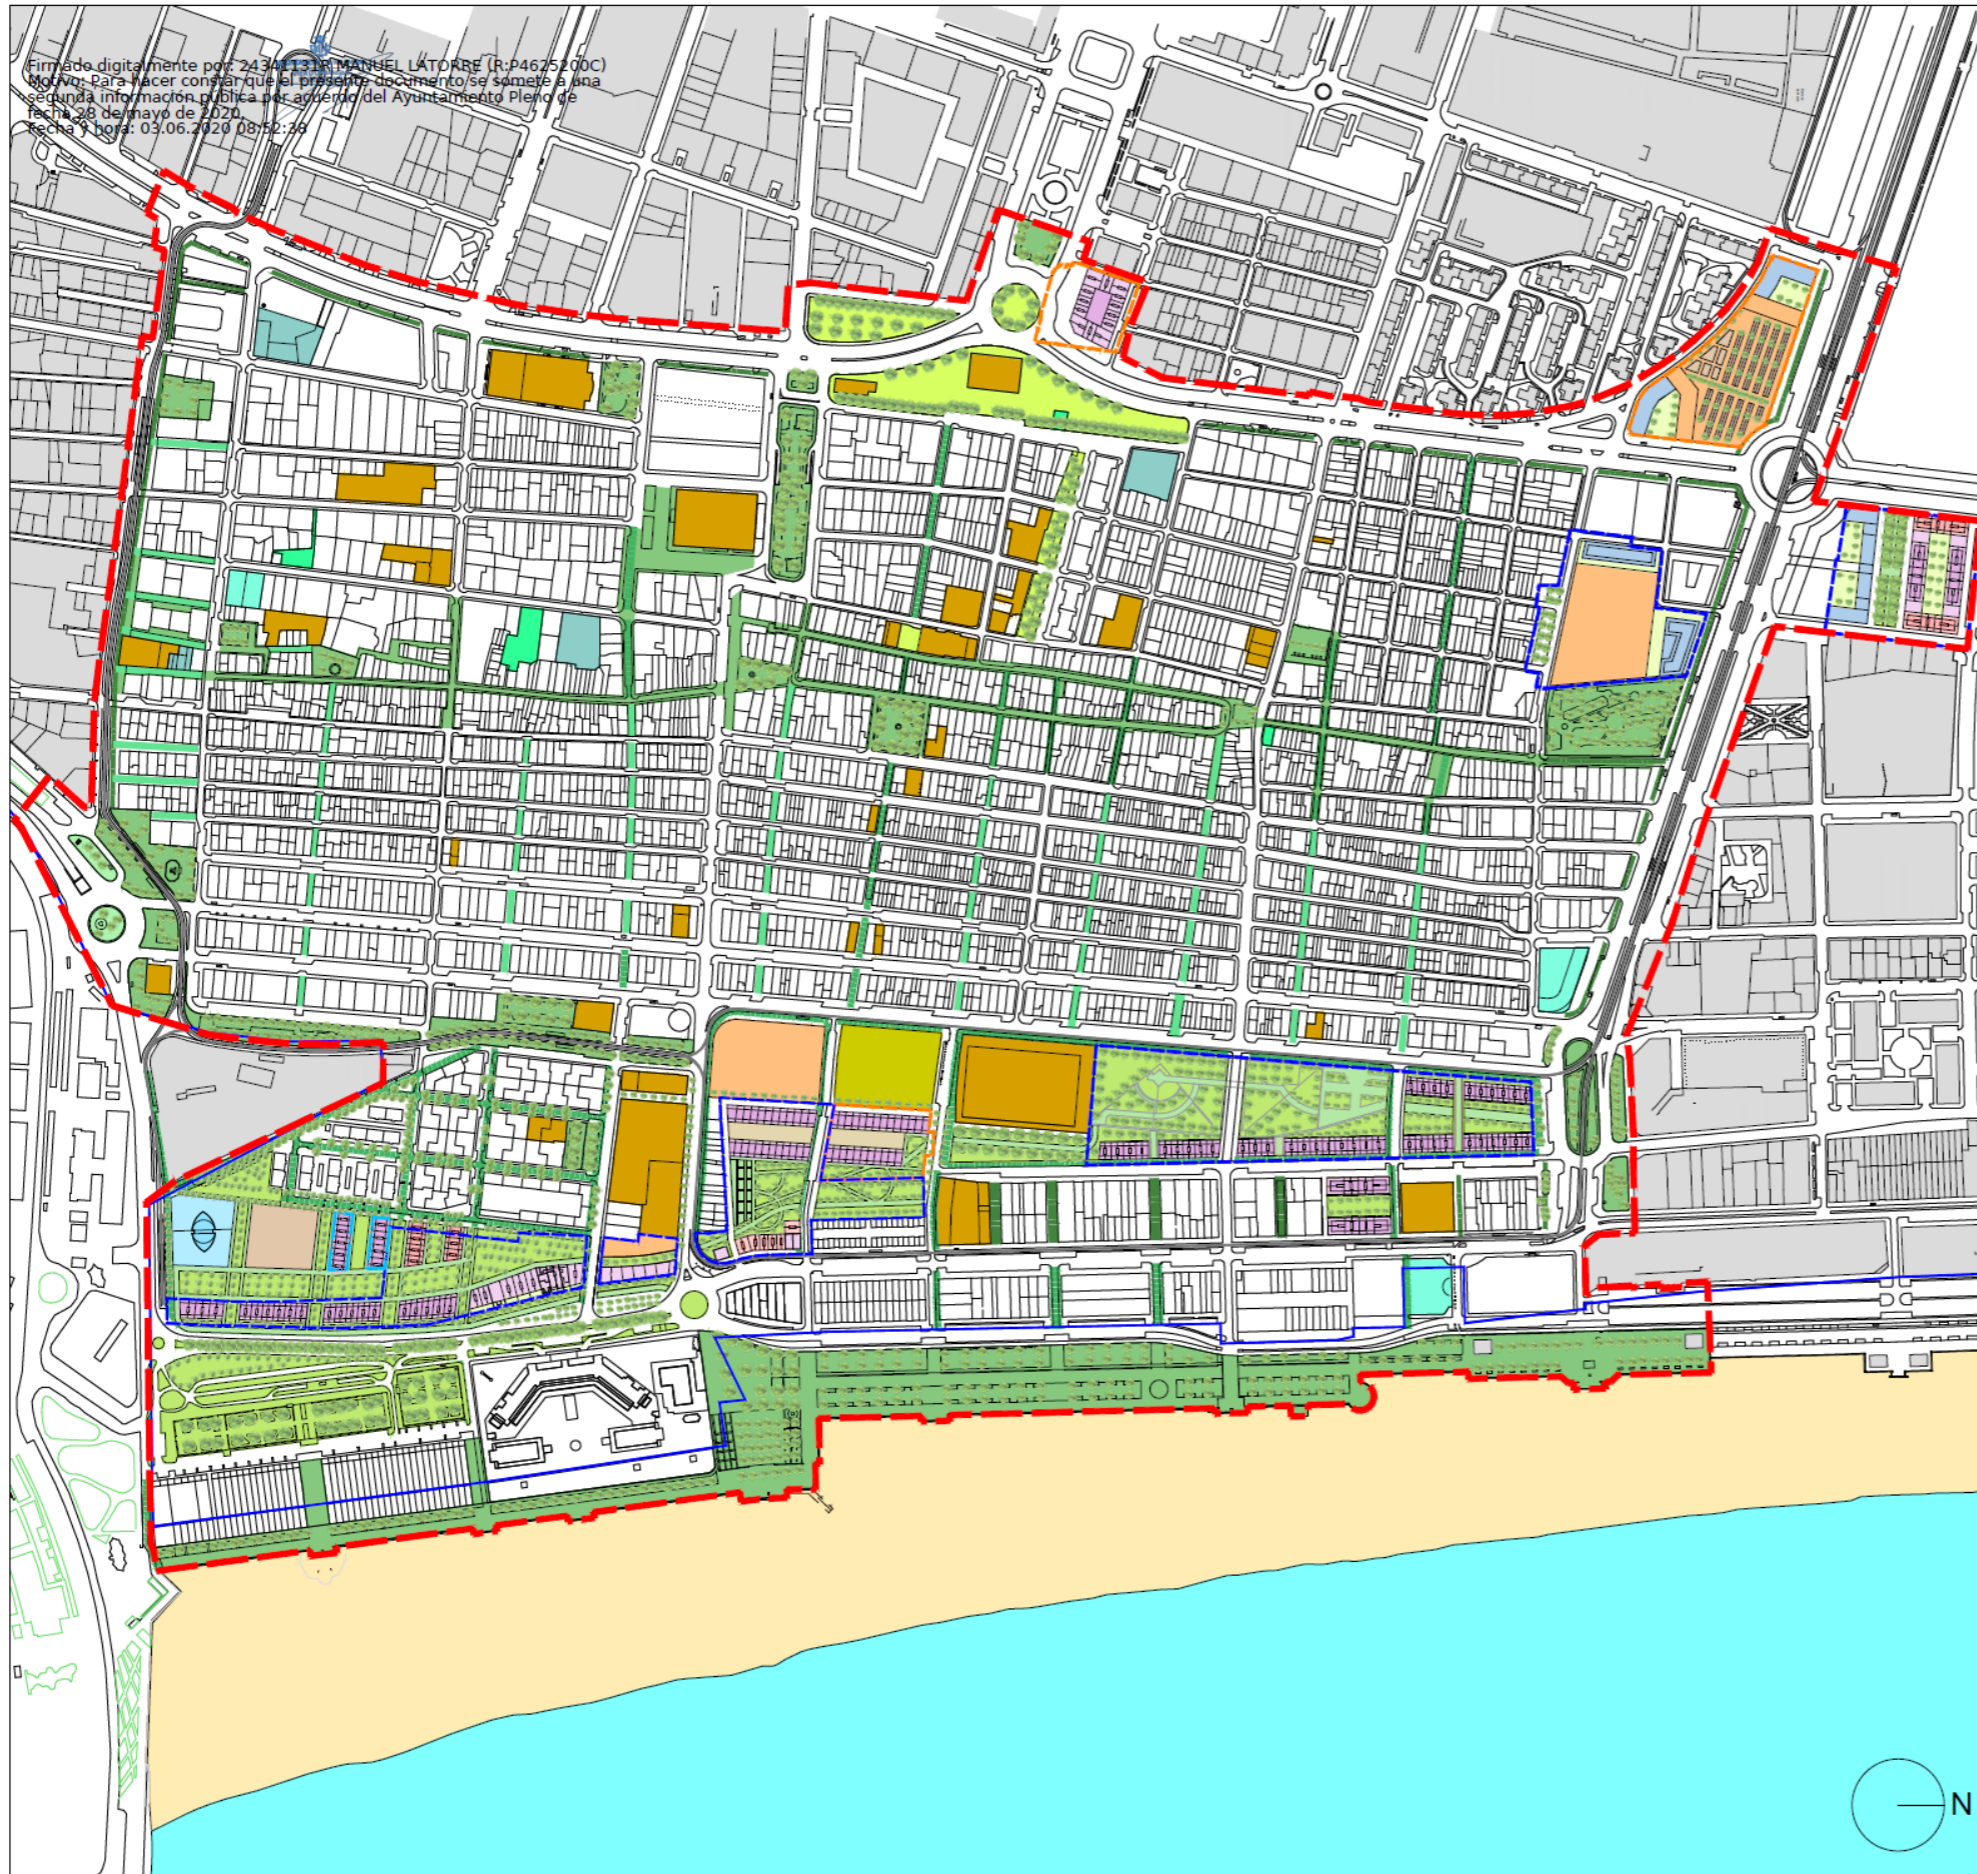 Firmado digitalmente por: 24341131R MANUEL LATORRE (R:P4625200C)
Motivo: Para hacer constar que el presente documento se somete a una
segunda información pública por acuerdo del Ayuntamiento Pleno de
fecha 28 de mayo de 2020.
Fecha y hora: 03.06.2020 08:52:38
N